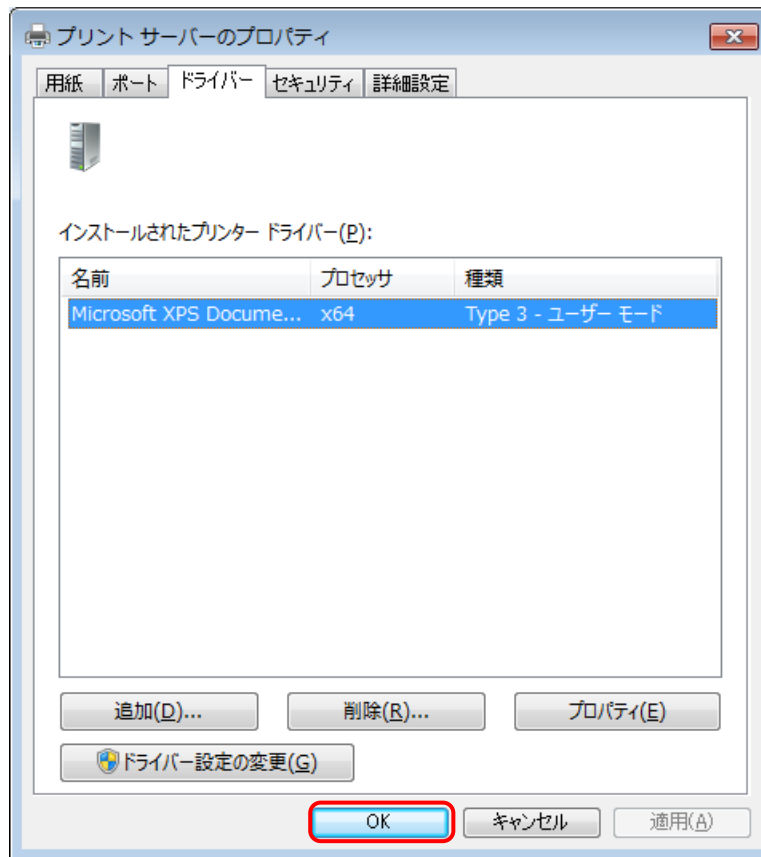 プリント サーバーのプロパティ
用紙 ポート ドライバー セキュリティ 詳細設定
インストールされたプリンター ドライバー(P):
名前 プロセッサ 種類
Microsoft XPS Docume... x64 Type 3 - ユーザー モード
追加(D)... 削除(R)... プロパティ(E)
ドライバー設定の変更(G)
OK キャンセル 適用(A)